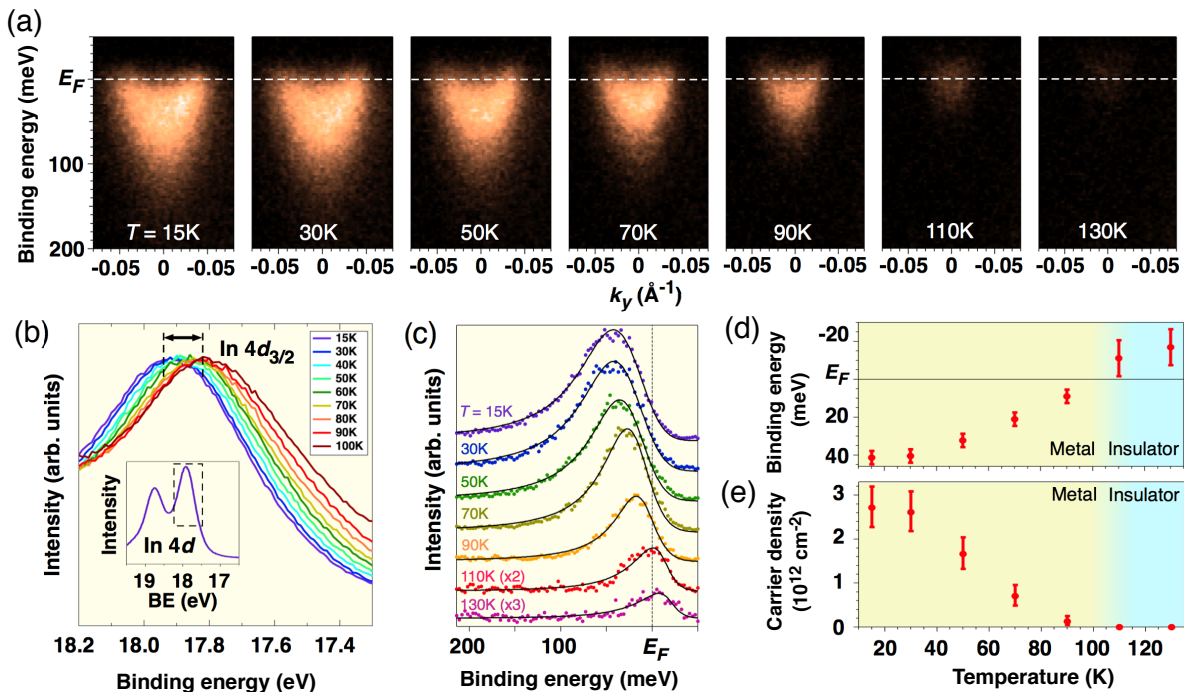 (a)
Binding energy (meV)
E_F
100
200
T = 15K 30K 50K 70K 90K 110K 130K
-0.05 0 -0.05 -0.05 0 -0.05 -0.05 0 -0.05 -0.05 0 -0.05 -0.05 0 -0.05 -0.05 0 -0.05 -0.05 0 -0.05
k_y (Å⁻¹)
(b)
Intensity (arb. units)
In 4d₃/₂
15K
30K
40K
50K
60K
70K
80K
90K
100K
Intensity
In 4d
19 18 17
BE (eV)
18.2 18.0 17.8 17.6 17.4
Binding energy (eV)
(c)
Intensity (arb. units)
T = 15K
30K
50K
70K
90K
110K (x2)
130K (x3)
200 100 E_F
Binding energy (meV)
(d)
Binding energy
(meV)
-20
E_F
20
40
Metal Insulator
(e)
Carrier density
(10¹² cm⁻²)
3
2
1
0
Metal Insulator
20 40 60 80 100 120
Temperature (K)